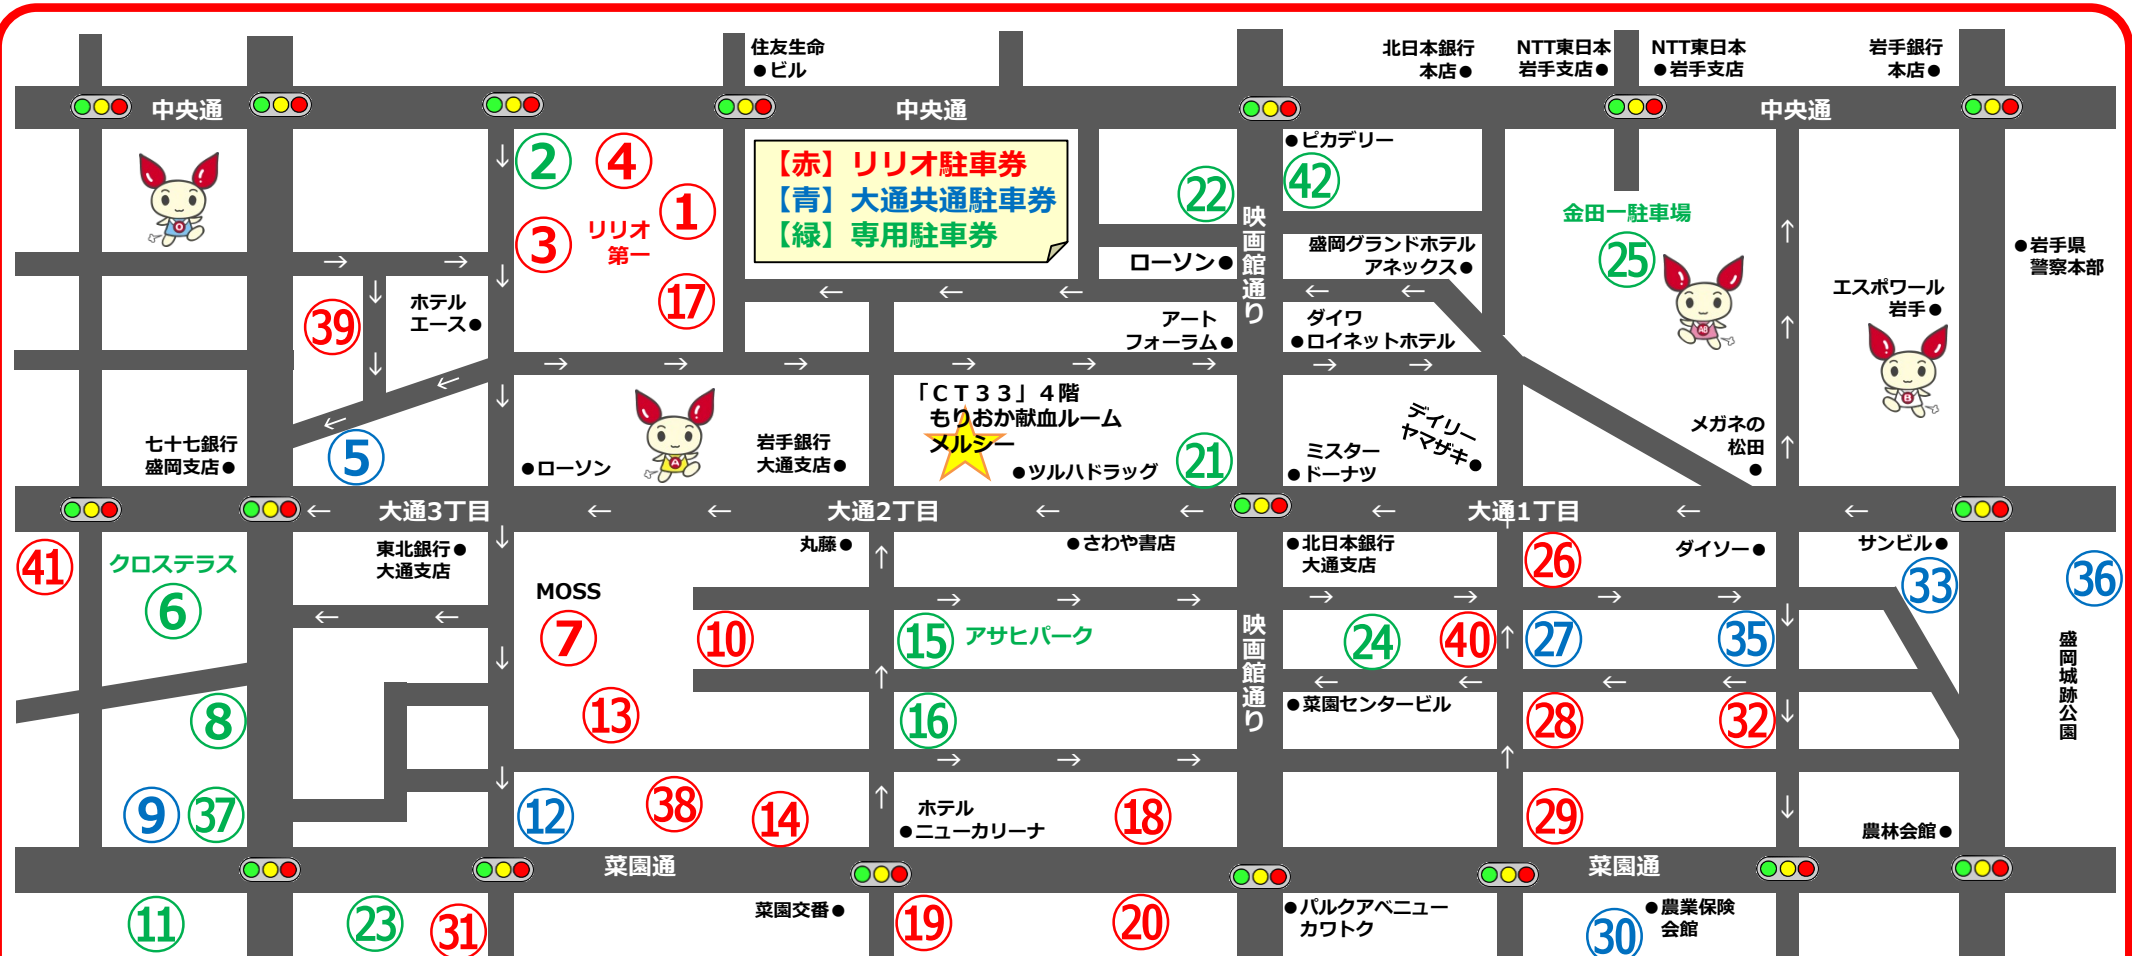 住友生命
●ビル
北日本銀行
本店●
NTT東日本
岩手支店●
NTT東日本
●岩手支店
岩手銀行
本店●
中央通
中央通
中央通
②
④
①
③
リリオ
第一
⑰
【赤】リリオ駐車券
【青】大通共通駐車券
【緑】専用駐車券
㉒
●ピカデリー
㊷
映画館通り
ローソン●
盛岡グランドホテル
アネックス●
金田一駐車場
㉕
●岩手県
警察本部
エスポワール
岩手●
㊴
ホテル
エース●
アート
フォーラム●
ダイワ
●ロイネットホテル
七十七銀行
盛岡支店●
⑤
●ローソン
岩手銀行
大通支店●
「CT33」4階
もりおか献血ルーム
メルシー
●ツルハドラッグ
㉑
ミスター
●ドーナツ
デイリー
ヤマザキ●
メガネの
松田
●
大通3丁目
大通2丁目
大通1丁目
㊶
クロステラス
⑥
東北銀行●
大通支店
丸藤●
●さわや書店
●北日本銀行
大通支店
㉖
ダイソー●
サンビル●
㉝
㊱
MOSS
⑦
⑩
⑮
アサヒパーク
映画館通り
㉔
㊵
㉗
㉟
盛岡城跡公園
⑧
⑬
⑯
●菜園センタービル
㉘
㉜
⑨
㊲
⑫
㊳
⑭
ホテル
●ニューカリーナ
⑱
㉙
農林会館●
菜園通
菜園通
⑪
㉓
㉛
菜園交番●
⑲
⑳
●パルクアベニュー
カワトク
㉚
●農業保険
会館